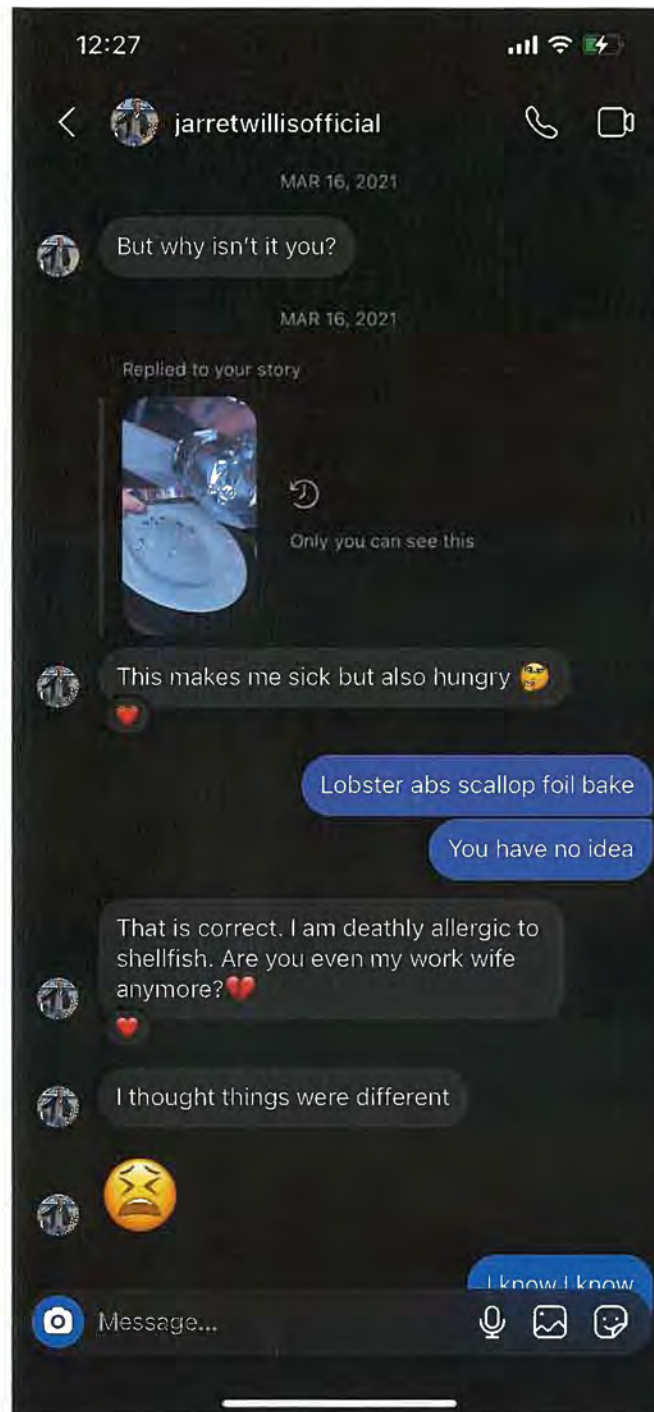 12:27
jarretwillisofficial
MAR 16, 2021
But why isn't it you?
MAR 16, 2021
Replied to your story
Only you can see this
This makes me sick but also hungry 🤔
❤️
Lobster abs scallop foil bake
You have no idea
That is correct. I am deathly allergic to
shellfish. Are you even my work wife
anymore?💔
❤️
I thought things were different
😫
I know I know
Message...